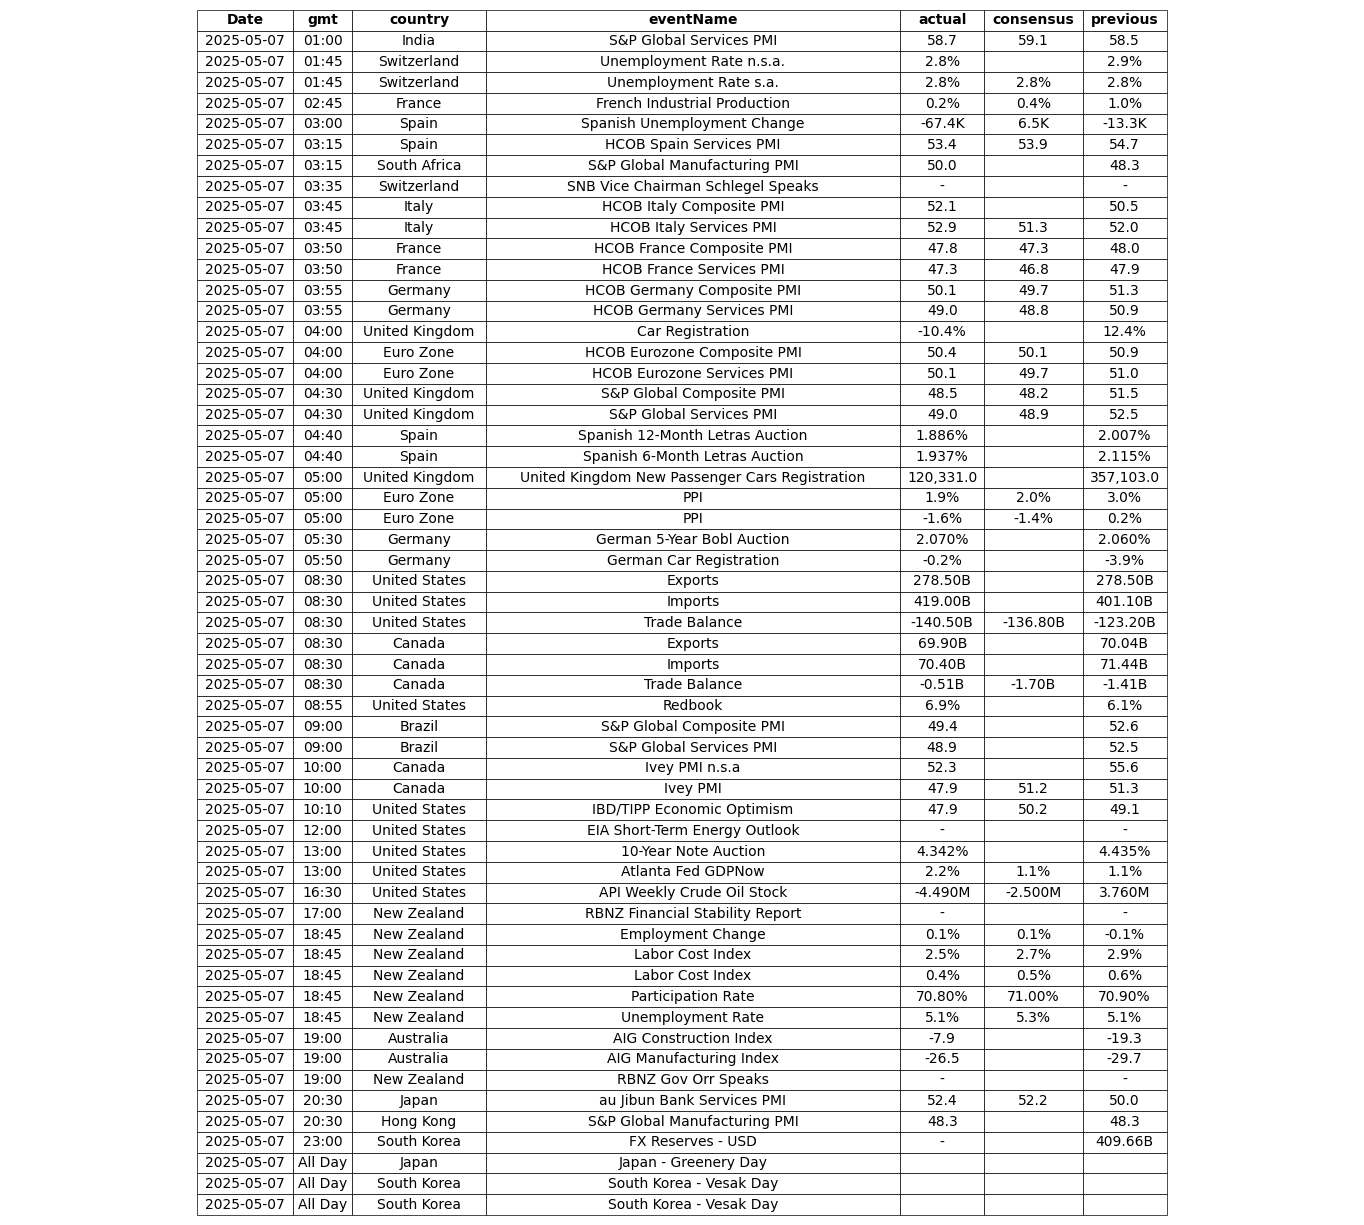 Date gmt country eventName actual consensus previous
2025-05-07 01:00 India S&P Global Services PMI 58.7 59.1 58.5
2025-05-07 01:45 Switzerland Unemployment Rate n.s.a. 2.8% 2.9%
2025-05-07 01:45 Switzerland Unemployment Rate s.a. 2.8% 2.8% 2.8%
2025-05-07 02:45 France French Industrial Production 0.2% 0.4% 1.0%
2025-05-07 03:00 Spain Spanish Unemployment Change -67.4K 6.5K -13.3K
2025-05-07 03:15 Spain HCOB Spain Services PMI 53.4 53.9 54.7
2025-05-07 03:15 South Africa S&P Global Manufacturing PMI 50.0 48.3
2025-05-07 03:35 Switzerland SNB Vice Chairman Schlegel Speaks - -
2025-05-07 03:45 Italy HCOB Italy Composite PMI 52.1 50.5
2025-05-07 03:45 Italy HCOB Italy Services PMI 52.9 51.3 52.0
2025-05-07 03:50 France HCOB France Composite PMI 47.8 47.3 48.0
2025-05-07 03:50 France HCOB France Services PMI 47.3 46.8 47.9
2025-05-07 03:55 Germany HCOB Germany Composite PMI 50.1 49.7 51.3
2025-05-07 03:55 Germany HCOB Germany Services PMI 49.0 48.8 50.9
2025-05-07 04:00 United Kingdom Car Registration -10.4% 12.4%
2025-05-07 04:00 Euro Zone HCOB Eurozone Composite PMI 50.4 50.1 50.9
2025-05-07 04:00 Euro Zone HCOB Eurozone Services PMI 50.1 49.7 51.0
2025-05-07 04:30 United Kingdom S&P Global Composite PMI 48.5 48.2 51.5
2025-05-07 04:30 United Kingdom S&P Global Services PMI 49.0 48.9 52.5
2025-05-07 04:40 Spain Spanish 12-Month Letras Auction 1.886% 2.007%
2025-05-07 04:40 Spain Spanish 6-Month Letras Auction 1.937% 2.115%
2025-05-07 05:00 United Kingdom United Kingdom New Passenger Cars Registration 120,331.0 357,103.0
2025-05-07 05:00 Euro Zone PPI 1.9% 2.0% 3.0%
2025-05-07 05:00 Euro Zone PPI -1.6% -1.4% 0.2%
2025-05-07 05:30 Germany German 5-Year Bobl Auction 2.070% 2.060%
2025-05-07 05:50 Germany German Car Registration -0.2% -3.9%
2025-05-07 08:30 United States Exports 278.50B 278.50B
2025-05-07 08:30 United States Imports 419.00B 401.10B
2025-05-07 08:30 United States Trade Balance -140.50B -136.80B -123.20B
2025-05-07 08:30 Canada Exports 69.90B 70.04B
2025-05-07 08:30 Canada Imports 70.40B 71.44B
2025-05-07 08:30 Canada Trade Balance -0.51B -1.70B -1.41B
2025-05-07 08:55 United States Redbook 6.9% 6.1%
2025-05-07 09:00 Brazil S&P Global Composite PMI 49.4 52.6
2025-05-07 09:00 Brazil S&P Global Services PMI 48.9 52.5
2025-05-07 10:00 Canada Ivey PMI n.s.a 52.3 55.6
2025-05-07 10:00 Canada Ivey PMI 47.9 51.2 51.3
2025-05-07 10:10 United States IBD/TIPP Economic Optimism 47.9 50.2 49.1
2025-05-07 12:00 United States EIA Short-Term Energy Outlook - -
2025-05-07 13:00 United States 10-Year Note Auction 4.342% 4.435%
2025-05-07 13:00 United States Atlanta Fed GDPNow 2.2% 1.1% 1.1%
2025-05-07 16:30 United States API Weekly Crude Oil Stock -4.490M -2.500M 3.760M
2025-05-07 17:00 New Zealand RBNZ Financial Stability Report - -
2025-05-07 18:45 New Zealand Employment Change 0.1% 0.1% -0.1%
2025-05-07 18:45 New Zealand Labor Cost Index 2.5% 2.7% 2.9%
2025-05-07 18:45 New Zealand Labor Cost Index 0.4% 0.5% 0.6%
2025-05-07 18:45 New Zealand Participation Rate 70.80% 71.00% 70.90%
2025-05-07 18:45 New Zealand Unemployment Rate 5.1% 5.3% 5.1%
2025-05-07 19:00 Australia AIG Construction Index -7.9 -19.3
2025-05-07 19:00 Australia AIG Manufacturing Index -26.5 -29.7
2025-05-07 19:00 New Zealand RBNZ Gov Orr Speaks - -
2025-05-07 20:30 Japan au Jibun Bank Services PMI 52.4 52.2 50.0
2025-05-07 20:30 Hong Kong S&P Global Manufacturing PMI 48.3 48.3
2025-05-07 23:00 South Korea FX Reserves - USD - 409.66B
2025-05-07 All Day Japan Japan - Greenery Day
2025-05-07 All Day South Korea South Korea - Vesak Day
2025-05-07 All Day South Korea South Korea - Vesak Day